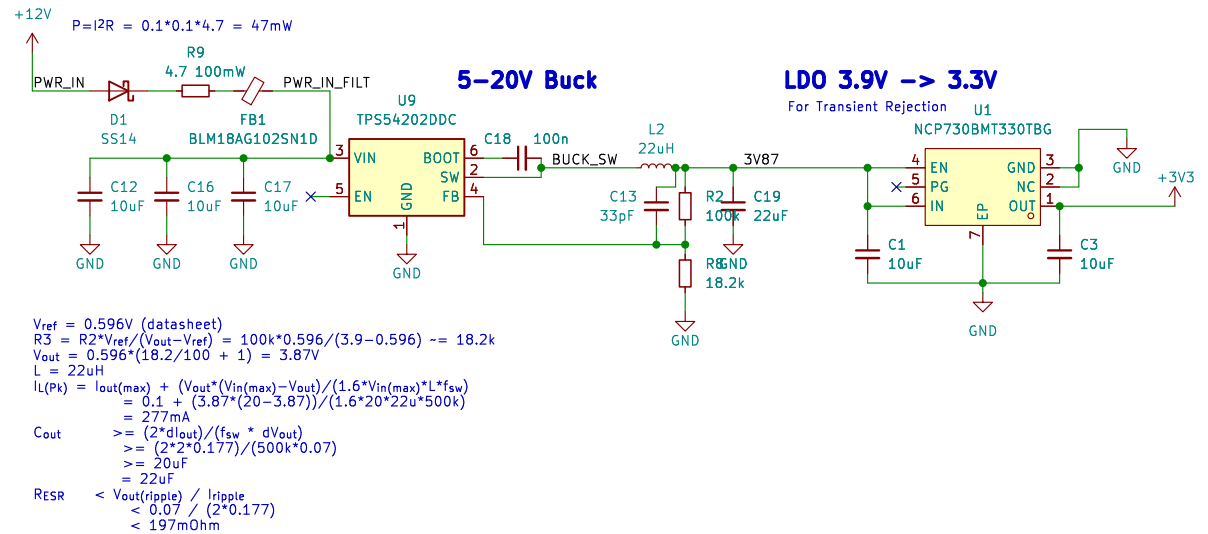 +12V
P=I²R = 0.1*0.1*4.7 = 47mW
R9
4.7 100mW
PWR_IN
PWR_IN_FILT
D1
SS14
FB1
BLM18AG102SN1D
5-20V Buck
LDO 3.9V -> 3.3V
For Transient Rejection
U9
TPS54202DDC
3 VIN
5 EN
GND
1
BOOT 6
SW 2
FB 4
C18 100n
BUCK_SW
L2
22uH
3V87
U1
NCP730BMT330TBG
4 EN
5 PG
6 IN
GND 3
NC 2
OUT 1
EP
7
GND
+3V3
C12
10uF
C16
10uF
C17
10uF
GND
GND
GND
GND
C13
33pF
R2
100k
C19
22uF
R8
18.2k
GND
GND
C1
10uF
C3
10uF
GND
Vref = 0.596V (datasheet)
R3 = R2*Vref/(Vout-Vref) = 100k*0.596/(3.9-0.596) ~= 18.2k
Vout = 0.596*(18.2/100 + 1) = 3.87V
L = 22uH
IL(Pk) = Iout(max) + (Vout*(Vin(max)-Vout)/(1.6*Vin(max)*L*fsw)
= 0.1 + (3.87*(20-3.87))/(1.6*20*22u*500k)
= 277mA
Cout >= (2*dIout)/(fsw * dVout)
>= (2*2*0.177)/(500k*0.07)
>= 20uF
= 22uF
RESR < Vout(ripple) / Iripple
< 0.07 / (2*0.177)
< 197mOhm